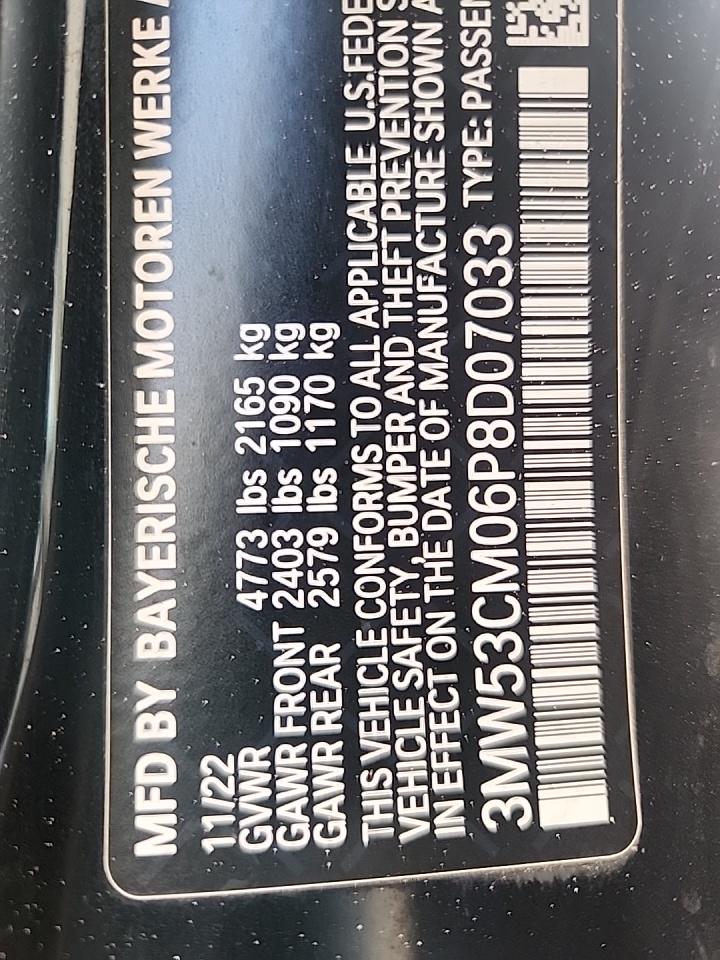 MFD BY BAYERISCHE MOTOREN WERKE
11/22
GVWR 4773 lbs 2165 kg
GAWR FRONT 2403 lbs 1090 kg
GAWR REAR 2579 lbs 1170 kg
THIS VEHICLE CONFORMS TO ALL APPLICABLE U.S.FEDE
VEHICLE SAFETY, BUMPER AND THEFT PREVENTION S
IN EFFECT ON THE DATE OF MANUFACTURE SHOWN A
3MW53CM06P8D07033 TYPE: PASSEN